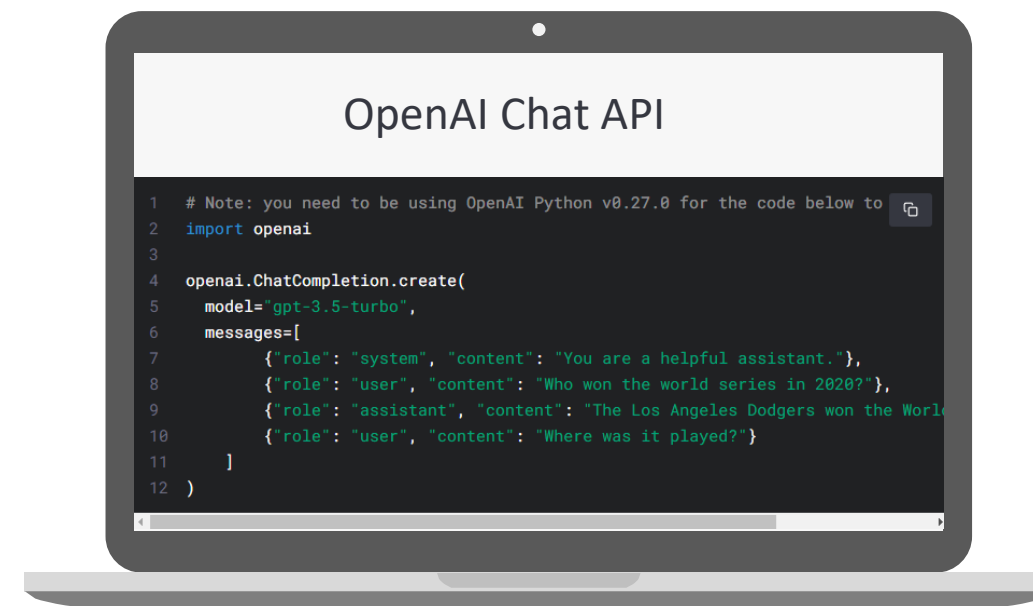 OpenAI Chat API
1 # Note: you need to be using OpenAI Python v0.27.0 for the code below to
2 import openai
3
4 openai.ChatCompletion.create(
5   model="gpt-3.5-turbo",
6   messages=[
7         {"role": "system", "content": "You are a helpful assistant."},
8         {"role": "user", "content": "Who won the world series in 2020?"},
9         {"role": "assistant", "content": "The Los Angeles Dodgers won the Worl
10         {"role": "user", "content": "Where was it played?"}
11     ]
12 )